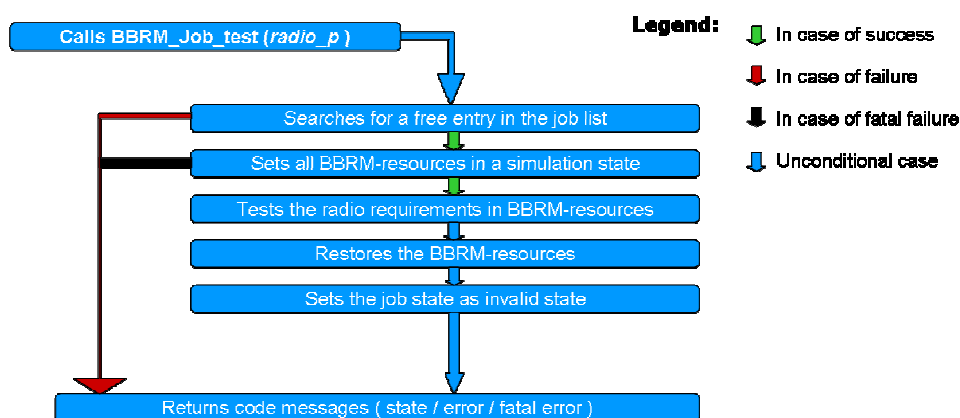 Calls BBRM_Job_test (radio_p )
Legend:
In case of success
In case of failure
In case of fatal failure
Unconditional case
Searches for a free entry in the job list
Sets all BBRM-resources in a simulation state
Tests the radio requirements in BBRM-resources
Restores the BBRM-resources
Sets the job state as invalid state
Returns code messages ( state / error / fatal error )